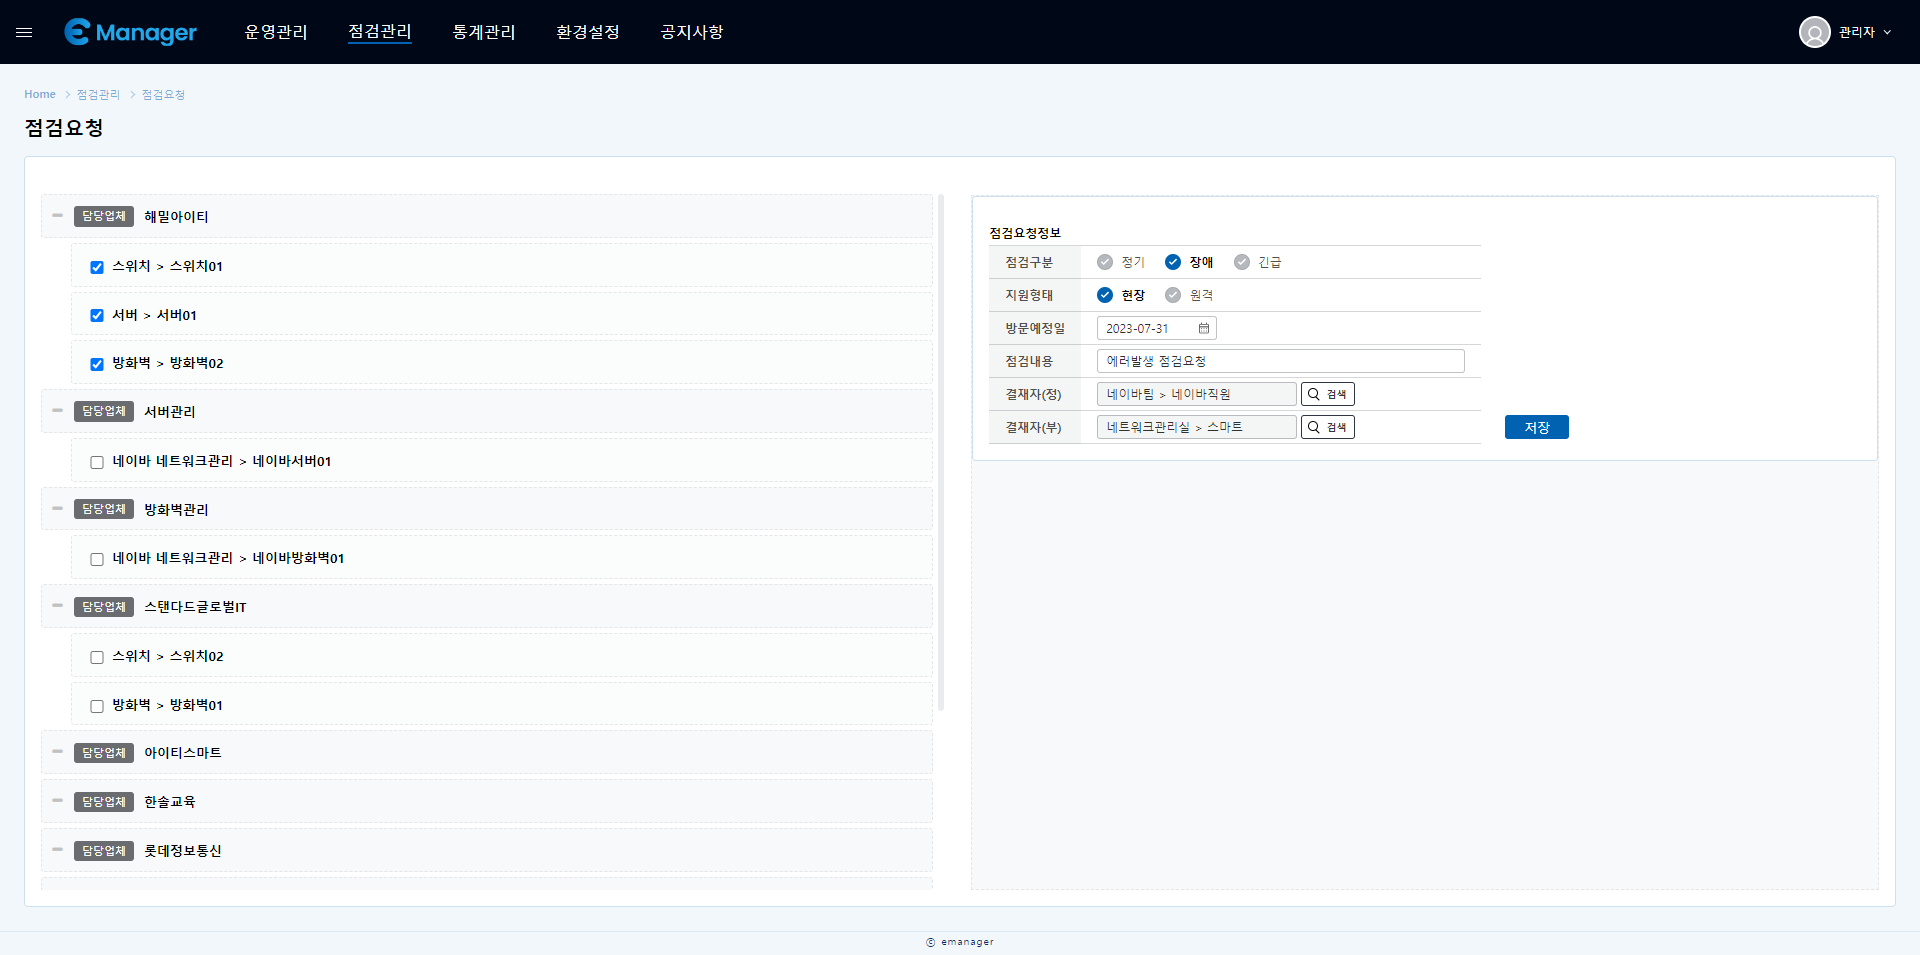 Manager 운영관리 점검관리 통계관리 환경설정 공지사항 관리자
Home > 점검관리 > 점검요청
점검요청
담당업체 해밀아이티
스위치 > 스위치01
서버 > 서버01
방화벽 > 방화벽02
담당업체 서버관리
네이바 네트워크관리 > 네이바서버01
담당업체 방화벽관리
네이바 네트워크관리 > 네이바방화벽01
담당업체 스탠다드글로벌IT
스위치 > 스위치02
방화벽 > 방화벽01
담당업체 아이티스마트
담당업체 한솔교육
담당업체 롯데정보통신
점검요청정보
점검구분 정기 장애 긴급
지원형태 현장 원격
방문예정일 2023-07-31
점검내용 에러발생 점검요청
결재자(정) 네이바팀 > 네이바직원 검색
결재자(부) 네트워크관리실 > 스마트 검색 저장
ⓒ emanager